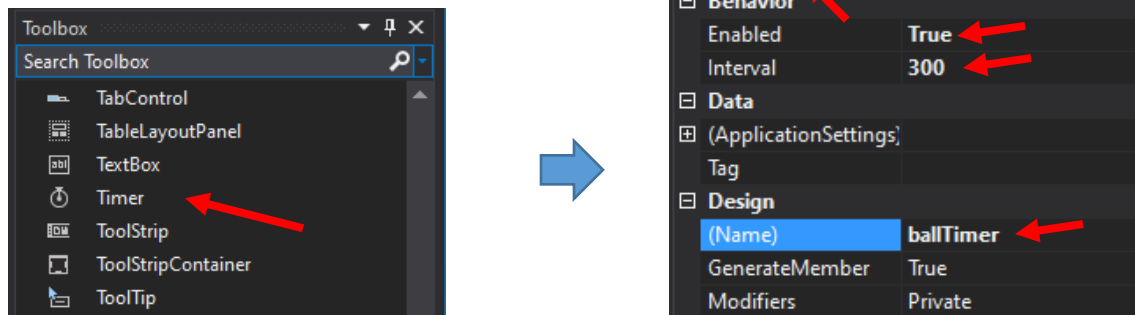 Toolbox
Search Toolbox
TabControl
TableLayoutPanel
TextBox
Timer
ToolStrip
ToolStripContainer
ToolTip
Behavior
Enabled True
Interval 300
Data
(ApplicationSettings)
Tag
Design
(Name) ballTimer
GenerateMember True
Modifiers Private